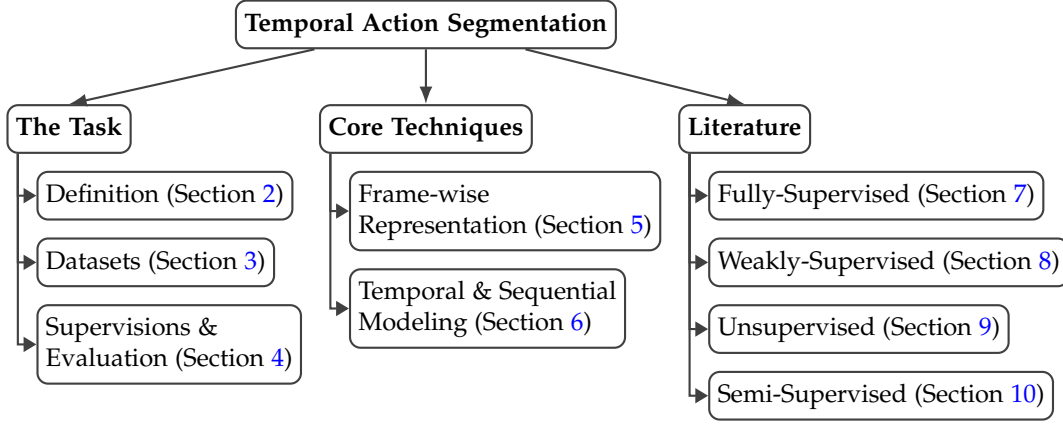 Temporal Action Segmentation
The Task
Definition (Section 2)
Datasets (Section 3)
Supervisions &
Evaluation (Section 4)
Core Techniques
Frame-wise
Representation (Section 5)
Temporal & Sequential
Modeling (Section 6)
Literature
Fully-Supervised (Section 7)
Weakly-Supervised (Section 8)
Unsupervised (Section 9)
Semi-Supervised (Section 10)